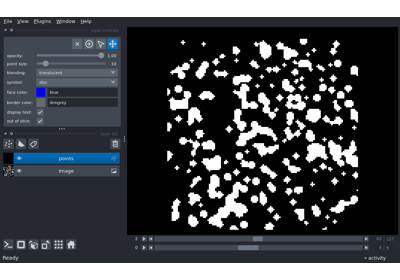 File View Plugins Window Help
opacity: 1.00
point size: 10
blending: translucent
symbol: disc
face color: blue
border color: dimgrey
display text:
out of slice:
points
Image
Ready
activity